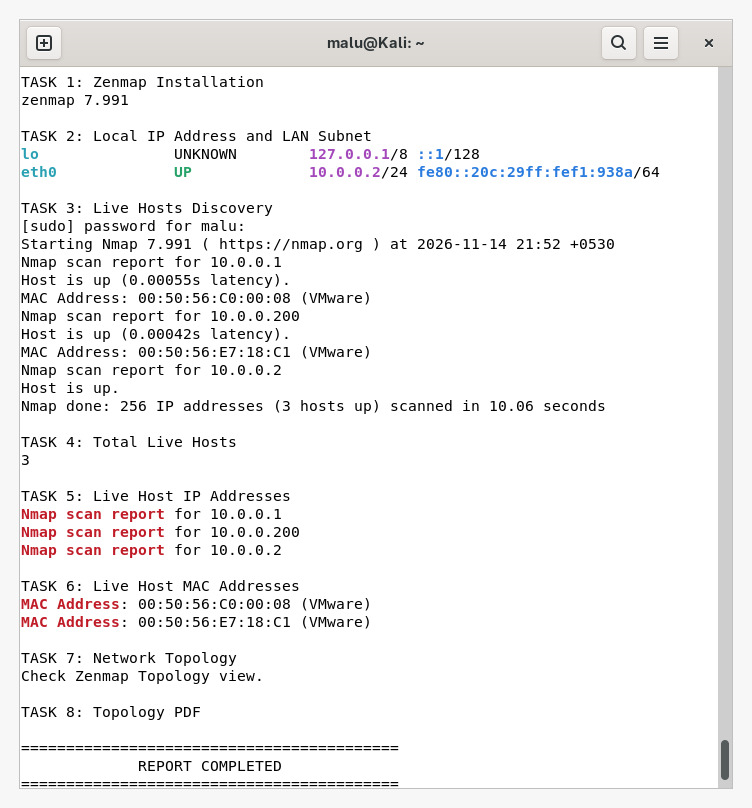 malu@Kali: ~
TASK 1: Zenmap Installation
zenmap 7.991
TASK 2: Local IP Address and LAN Subnet
lo               UNKNOWN        127.0.0.1/8 ::1/128
eth0             UP             10.0.0.2/24 fe80::20c:29ff:fef1:938a/64
TASK 3: Live Hosts Discovery
[sudo] password for malu:
Starting Nmap 7.991 ( https://nmap.org ) at 2026-11-14 21:52 +0530
Nmap scan report for 10.0.0.1
Host is up (0.00055s latency).
MAC Address: 00:50:56:C0:00:08 (VMware)
Nmap scan report for 10.0.0.200
Host is up (0.00042s latency).
MAC Address: 00:50:56:E7:18:C1 (VMware)
Nmap scan report for 10.0.0.2
Host is up.
Nmap done: 256 IP addresses (3 hosts up) scanned in 10.06 seconds
TASK 4: Total Live Hosts
3
TASK 5: Live Host IP Addresses
Nmap scan report for 10.0.0.1
Nmap scan report for 10.0.0.200
Nmap scan report for 10.0.0.2
TASK 6: Live Host MAC Addresses
MAC Address: 00:50:56:C0:00:08 (VMware)
MAC Address: 00:50:56:E7:18:C1 (VMware)
TASK 7: Network Topology
Check Zenmap Topology view.
TASK 8: Topology PDF
==========================================
             REPORT COMPLETED
==========================================